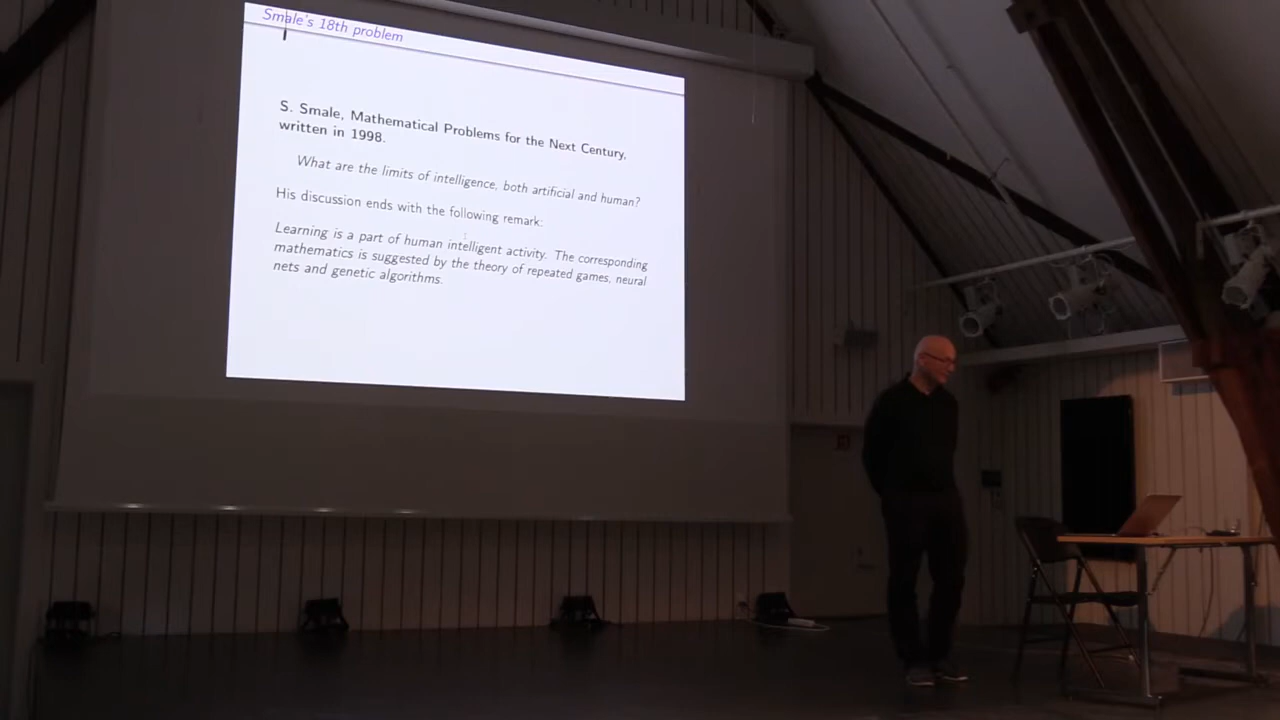 Smale's 18th problem
S. Smale, Mathematical Problems for the Next Century,
written in 1998.
What are the limits of intelligence, both artificial and human?
His discussion ends with the following remark:
Learning is a part of human intelligent activity. The corresponding
mathematics is suggested by the theory of repeated games, neural
nets and genetic algorithms.